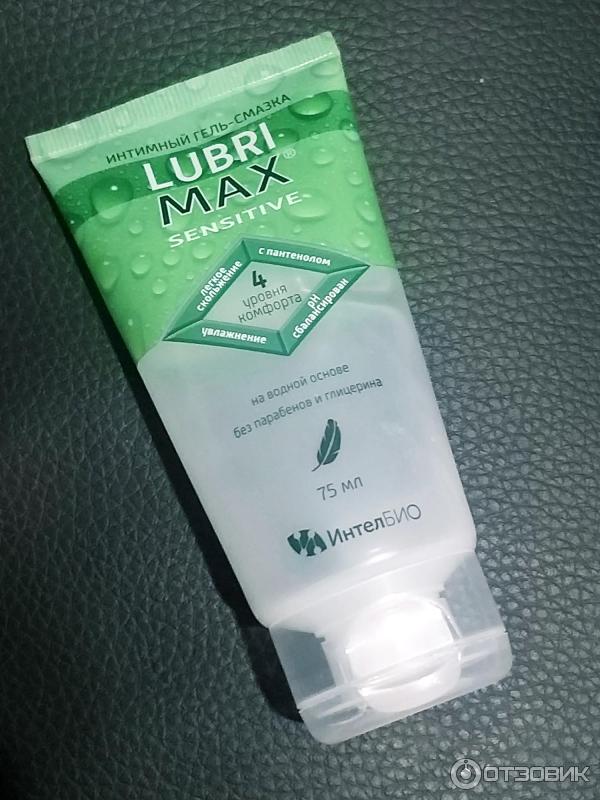 ИНТИМНЫЙ ГЕЛЬ-СМАЗКА
LUBRI
MAX®
SENSITIVE
легкое
скольжение
с пантенолом
4
уровня
комфорта
увлажнение
pH
сбалансирован
на водной основе
без парабенов и глицерина
75 мл
ИнтелБИО
ОТЗОВИК